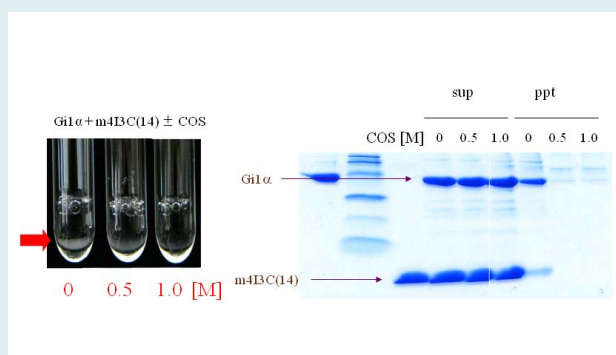 Gi1α+m4I3C(14) ± COS
0 0.5 1.0 [M]
sup ppt
COS [M] 0 0.5 1.0 0 0.5 1.0
Gi1α
m4I3C(14)